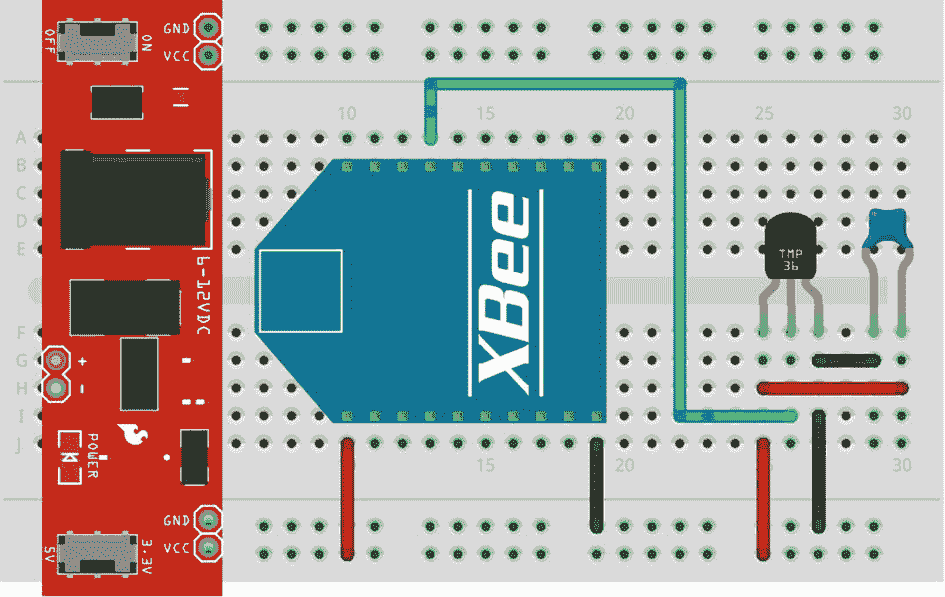 OFF
ON
GND
VCC
6-12VDC
+
-
POWER
GND
VCC
5V
3.3V
10
15
20
25
30
A
B
C
D
E
F
G
H
I
J
XBee
TMP
36
15
20
25
30